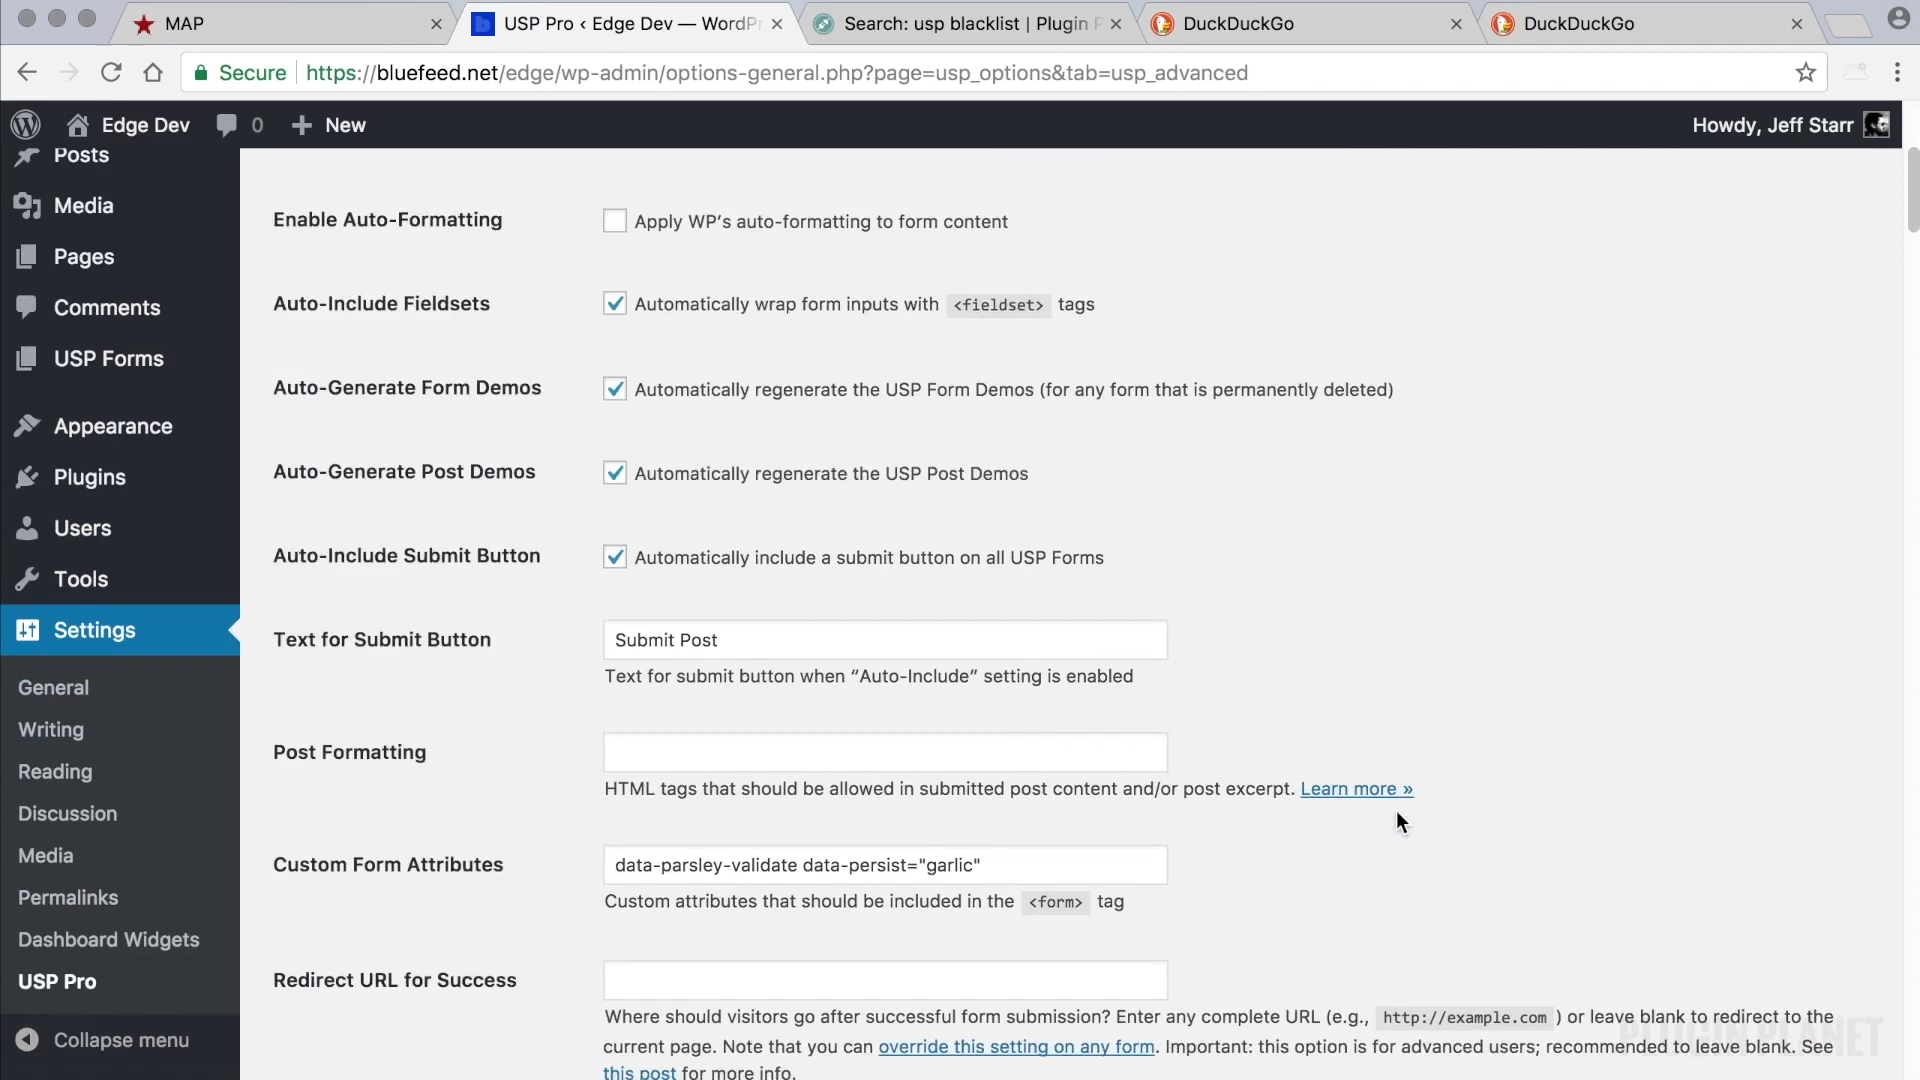 MAP
USP Pro ‹ Edge Dev — WordPr
Search: usp blacklist | Plugin P
DuckDuckGo
DuckDuckGo
Secure
https://bluefeed.net/edge/wp-admin/options-general.php?page=usp_options&tab=usp_advanced
Edge Dev
0
New
Howdy, Jeff Starr
Posts
Media
Pages
Comments
USP Forms
Appearance
Plugins
Users
Tools
Settings
General
Writing
Reading
Discussion
Media
Permalinks
Dashboard Widgets
USP Pro
Collapse menu
Enable Auto-Formatting
Apply WP’s auto-formatting to form content
Auto-Include Fieldsets
Automatically wrap form inputs with <fieldset> tags
Auto-Generate Form Demos
Automatically regenerate the USP Form Demos (for any form that is permanently deleted)
Auto-Generate Post Demos
Automatically regenerate the USP Post Demos
Auto-Include Submit Button
Automatically include a submit button on all USP Forms
Text for Submit Button
Submit Post
Text for submit button when “Auto-Include” setting is enabled
Post Formatting
HTML tags that should be allowed in submitted post content and/or post excerpt. Learn more »
Custom Form Attributes
data-parsley-validate data-persist="garlic"
Custom attributes that should be included in the <form> tag
Redirect URL for Success
Where should visitors go after successful form submission? Enter any complete URL (e.g., http://example.com ) or leave blank to redirect to the
current page. Note that you can override this setting on any form. Important: this option is for advanced users; recommended to leave blank. See
this post for more info.
PLUGIN PLANET